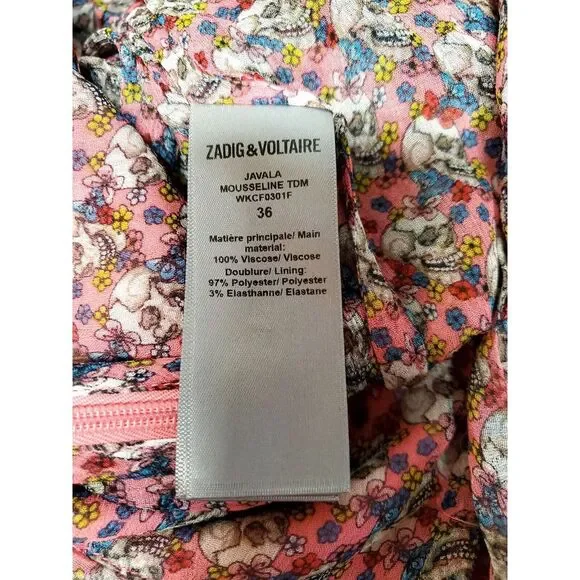 ZADIG&VOLTAIRE
JAVALA
MOUSSELINE TDM
WKCF0301F
36
Matière principale/ Main
material:
100% Viscose/ Viscose
Doublure/ Lining:
97% Polyester/ Polyester
3% Elasthanne/ Elastane